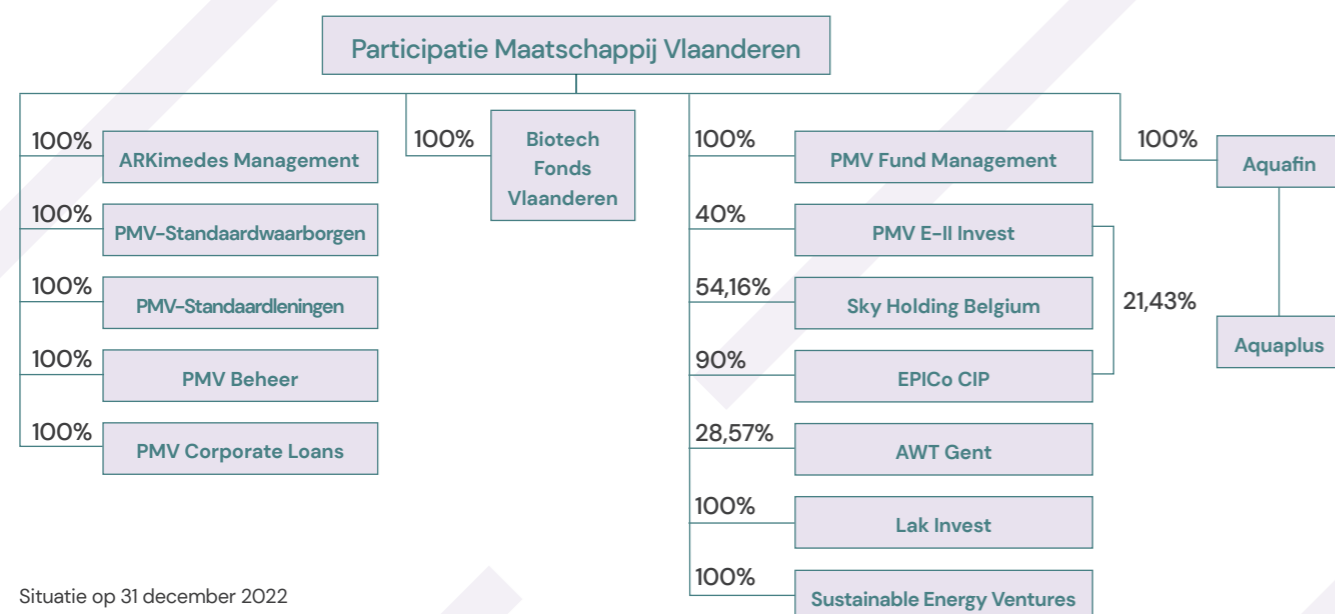 Participatie Maatschappij Vlaanderen
100%
ARKimedes Management
100%
PMV-Standaardwaarborgen
100%
PMV-Standaardleningen
100%
PMV Beheer
100%
PMV Corporate Loans
100%
Biotech
Fonds
Vlaanderen
100%
PMV Fund Management
40%
PMV E-II Invest
54,16%
Sky Holding Belgium
90%
EPICo CIP
21,43%
28,57%
AWT Gent
100%
Lak Invest
100%
Sustainable Energy Ventures
100%
Aquafin
Aquaplus
Situatie op 31 december 2022